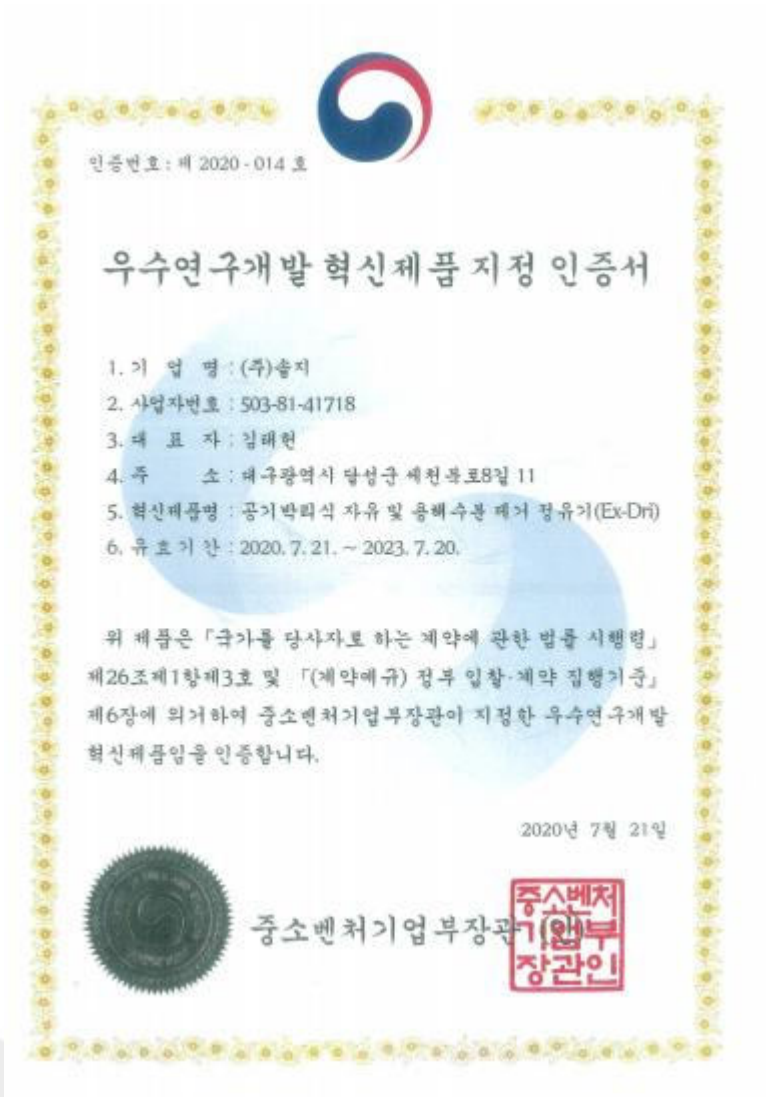 인증번호 : 제 2020 - 014 호
우수연구개발 혁신제품 지정 인증서
1. 기 업 명 : (주)솔지
2. 사업자번호 : 503-81-41718
3. 대 표 자 : 김태헌
4. 주 소 : 대구광역시 달성군 세천북로8길 11
5. 혁신제품명 : 공기박리식 자유 및 용해수분 제거 정유기(Ex-Dri)
6. 유효기간 : 2020. 7. 21. ~ 2023. 7. 20.
위 제품은 「국가를 당사자로 하는 계약에 관한 법률 시행령」
제26조제1항제3호 및 「(계약예규) 정부 입찰·계약 집행기준」
제6장에 의거하여 중소벤처기업부장관이 지정한 우수연구개발
혁신제품임을 인증합니다.
2020년 7월 21일
중소벤처기업부장관 (인)
중소벤처
기업부
장관인